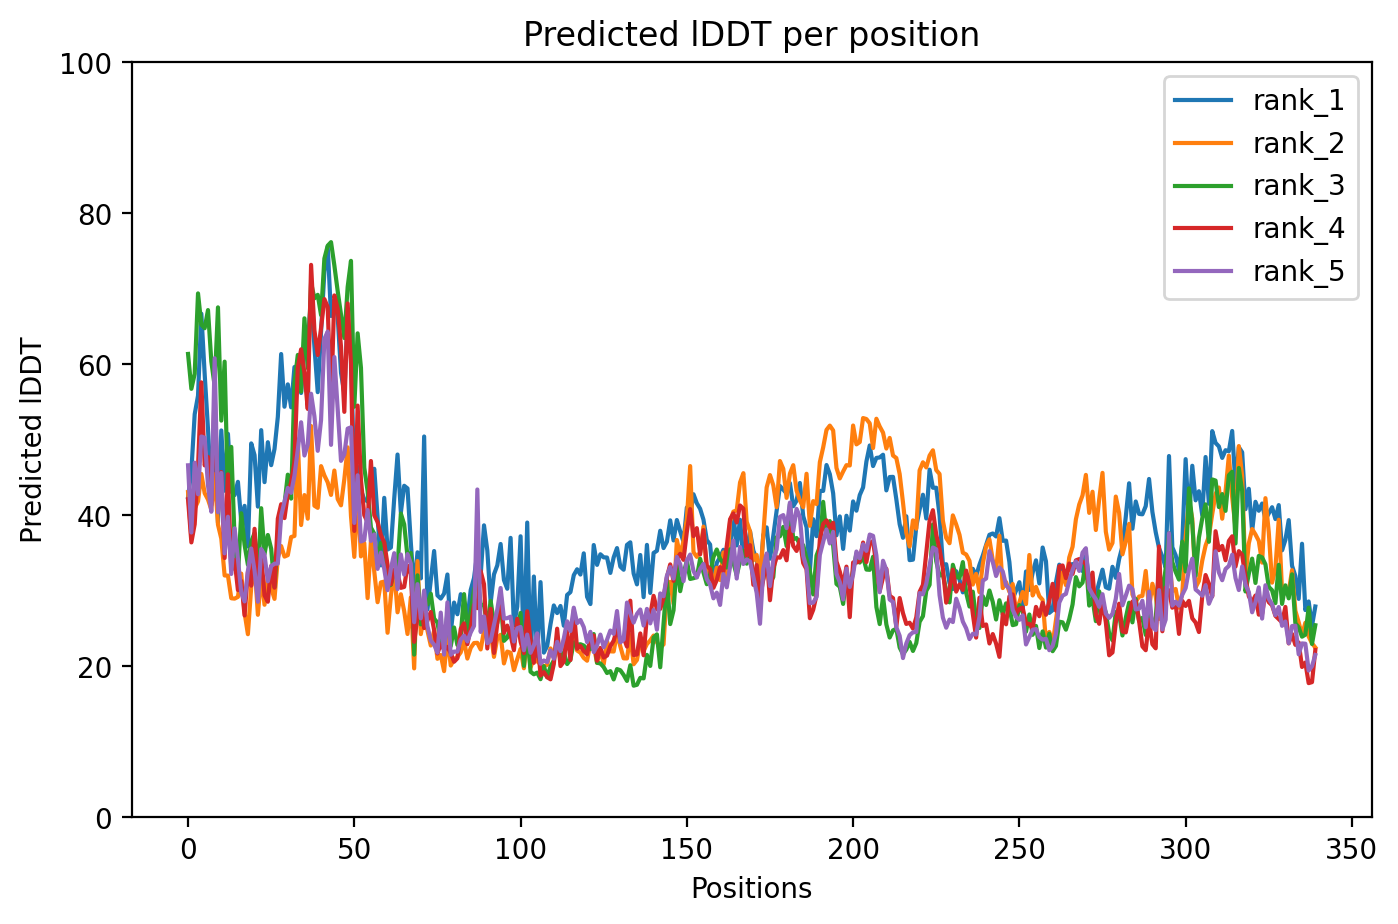 Predicted lDDT per position
100
80
60
40
20
0
Predicted lDDT
0 50 100 150 200 250 300 350
Positions
rank_1
rank_2
rank_3
rank_4
rank_5